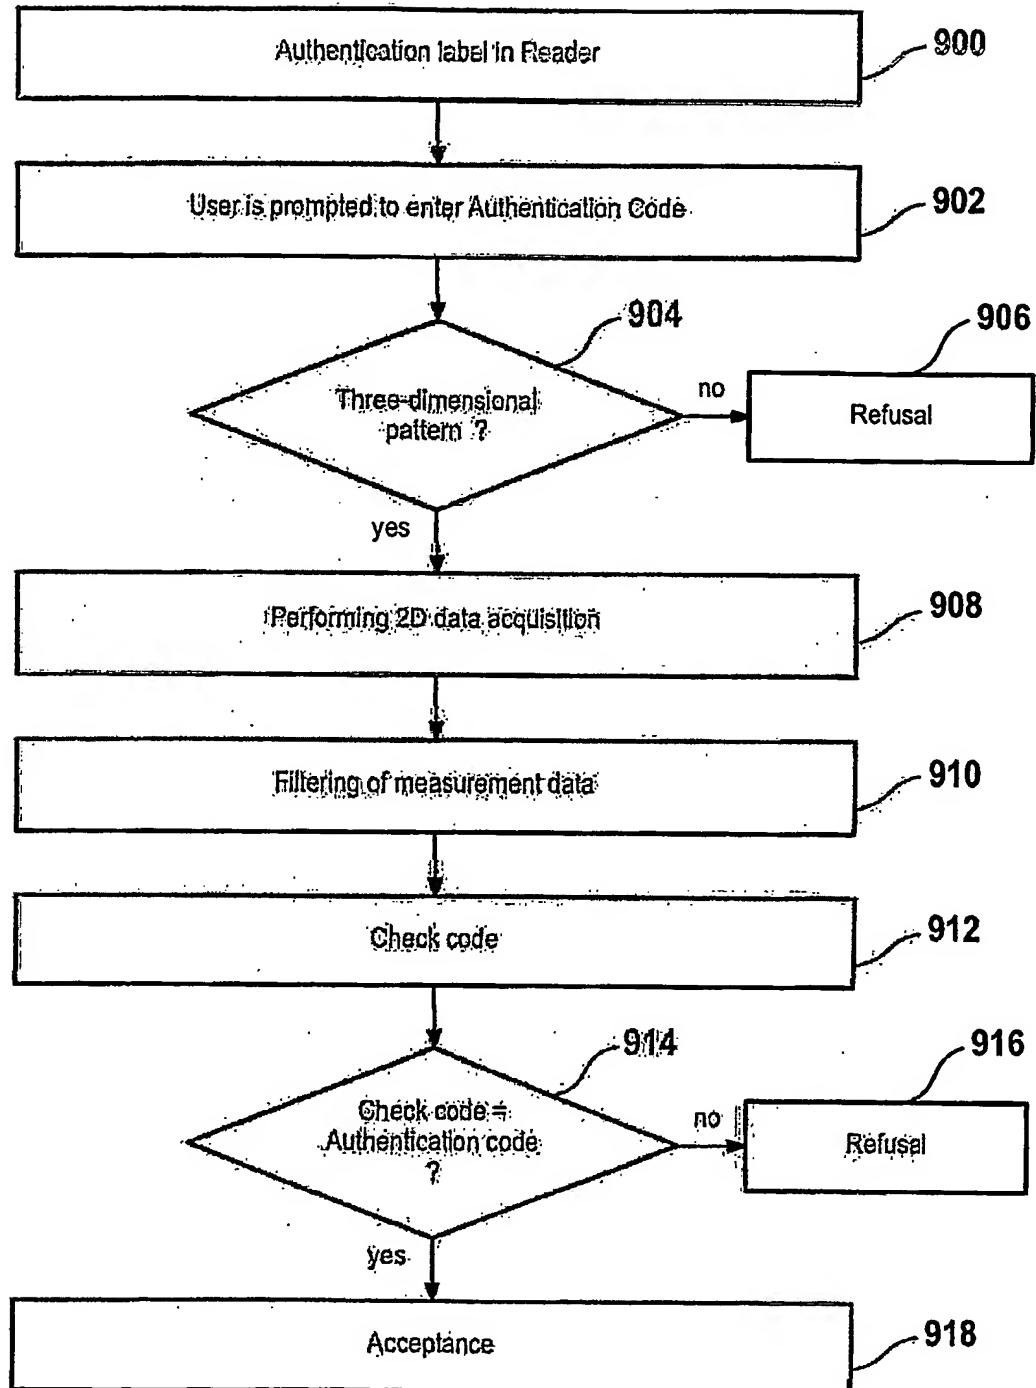 Authentication label in Reader
900
User is prompted to enter Authentication Code
902
904
906
Three-dimensional
pattern ?
no
Refusal
yes
Performing 2D data acquisition
908
Filtering of measurement data
910
Check code
912
914
916
Check code =
Authentication code
?
no
Refusal
yes
Acceptance
918